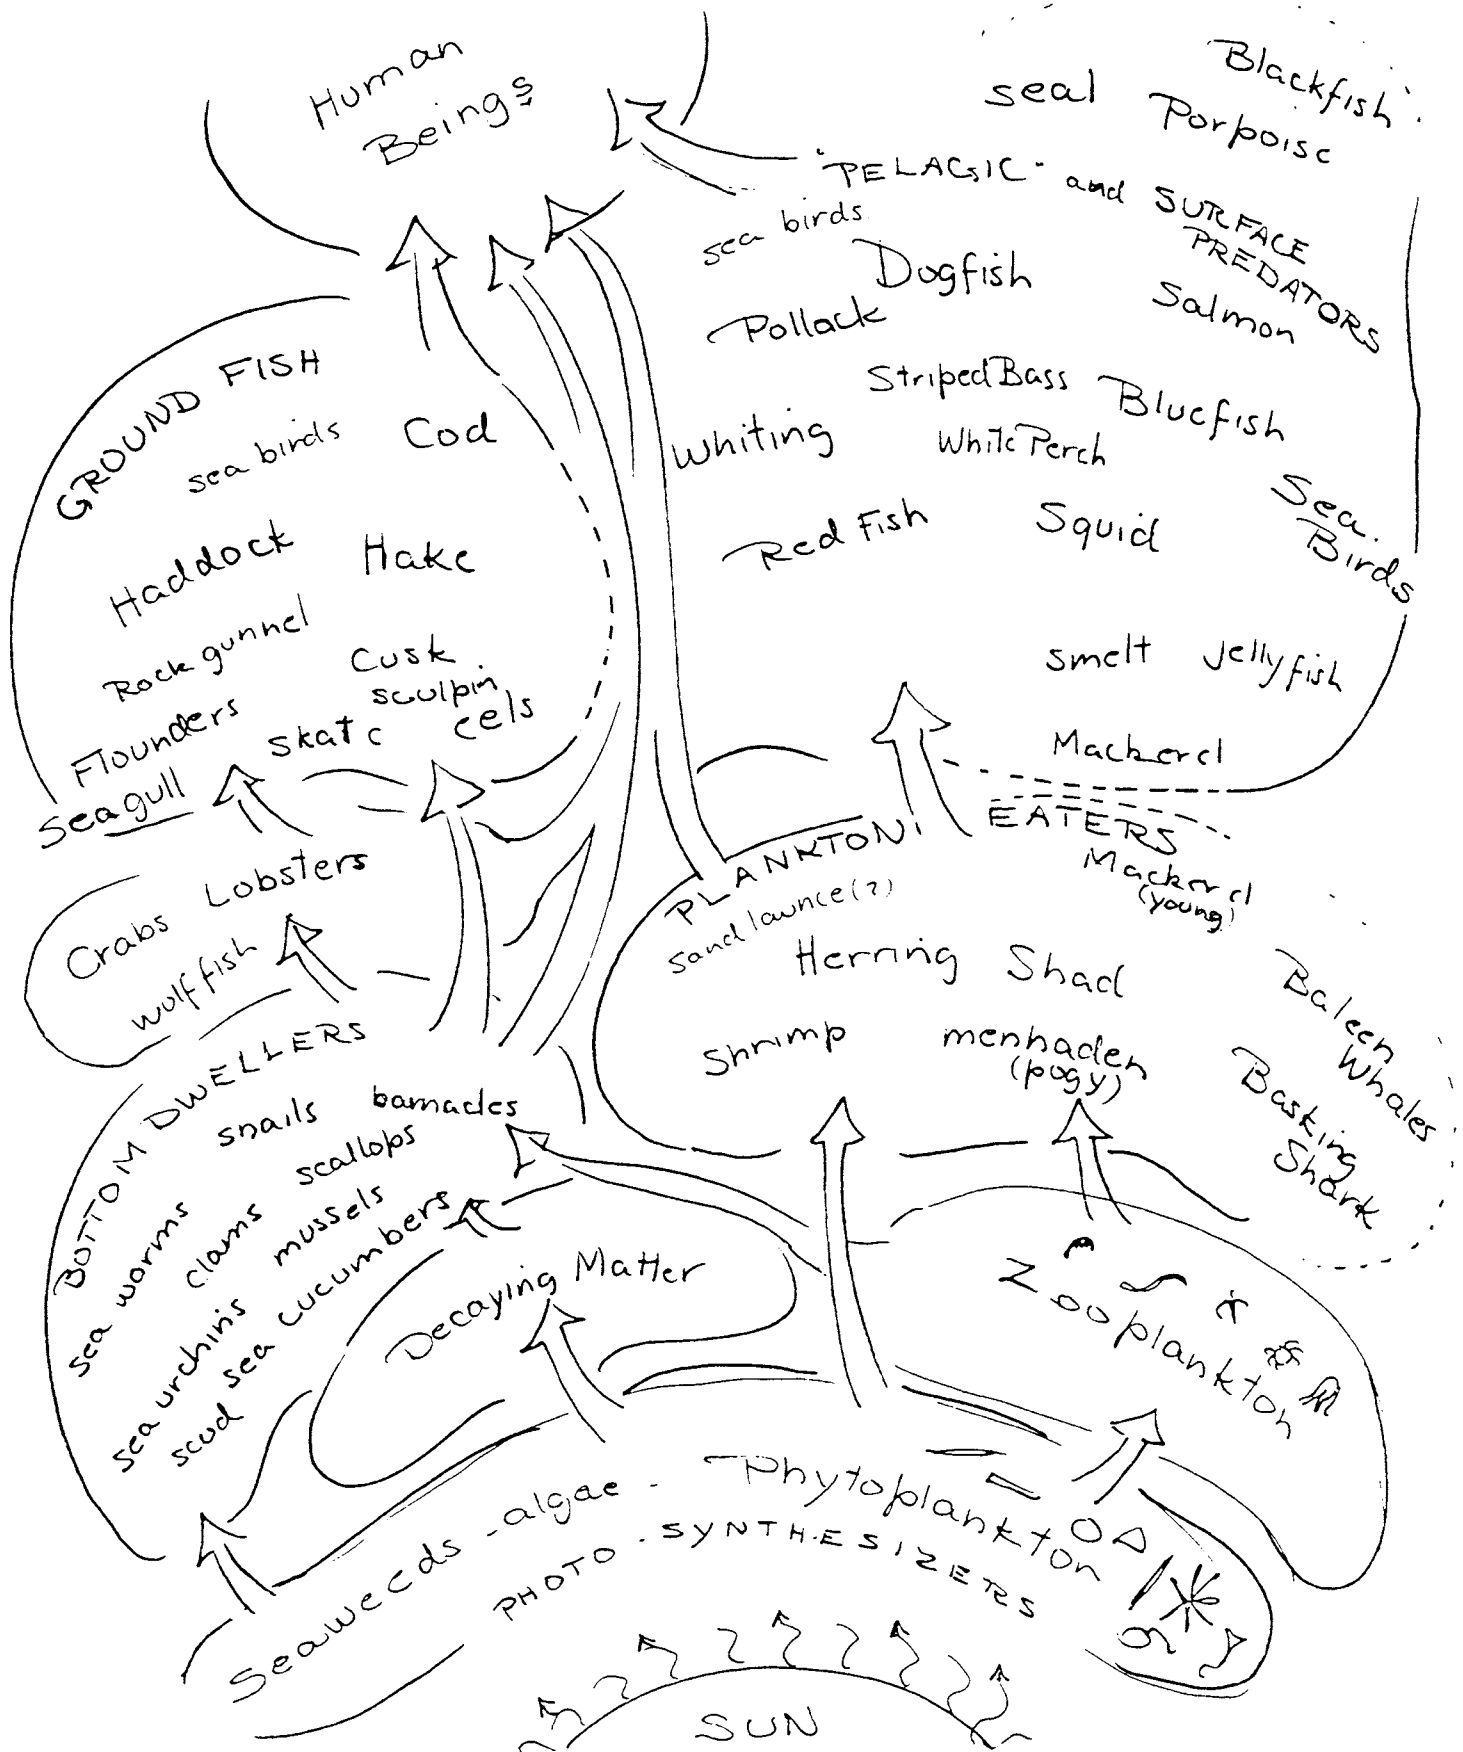 Human
Beings
Blackfish
seal
Porpoise
"PELAGIC" and SURFACE
PREDATORS
sea birds
Dogfish
Salmon
Pollack
Striped Bass
Bluefish
Whiting
White Perch
Sea
Birds
Red Fish
Squid
smelt
Jellyfish
Mackerel
GROUND FISH
sea birds
Cod
Haddock
Hake
Rock gunnel
Cusk
sculpin
Flounders
skate
eels
Seagull
Lobsters
Crabs
wolffish
PLANKTON
EATERS
Mackerel
(young)
Sand launce (?)
Herring
Shad
Baleen
Whales
Shrimp
menhaden
(pogy)
Basking
Shark
BOTTOM DWELLERS
snails
barnacles
scallops
sea worms
clams
mussels
sea urchins
sea cucumbers
scud
Decaying Matter
Zooplankton
Seaweeds - algae - Phytoplankton
PHOTO-SYNTHESIZERS
SUN